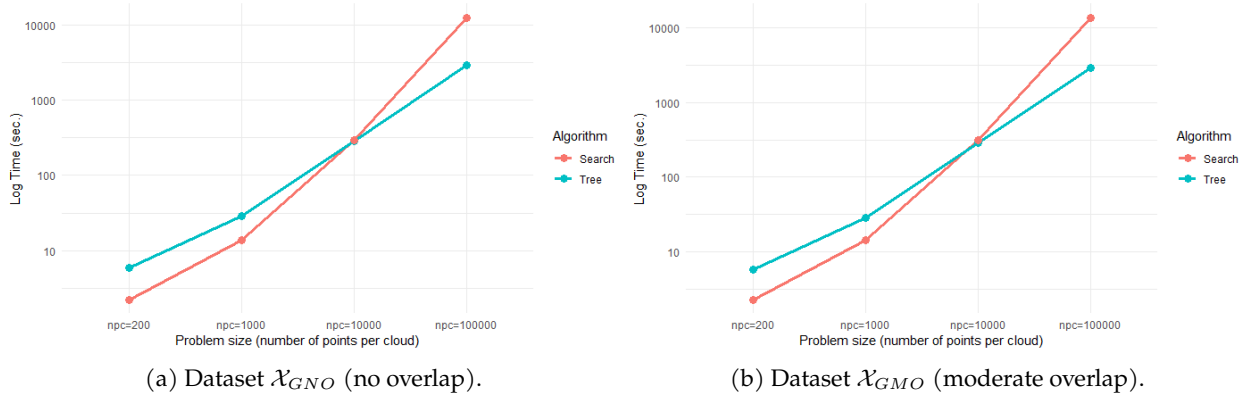 10000
1000
100
10
Log Time (sec.)
npc=200 npc=1000 npc=10000 npc=100000
Problem size (number of points per cloud)
Algorithm
Search
Tree
(a) Dataset 𝒳_GNO (no overlap).
10000
1000
100
10
Log Time (sec.)
npc=200 npc=1000 npc=10000 npc=100000
Problem size (number of points per cloud)
Algorithm
Search
Tree
(b) Dataset 𝒳_GMO (moderate overlap).